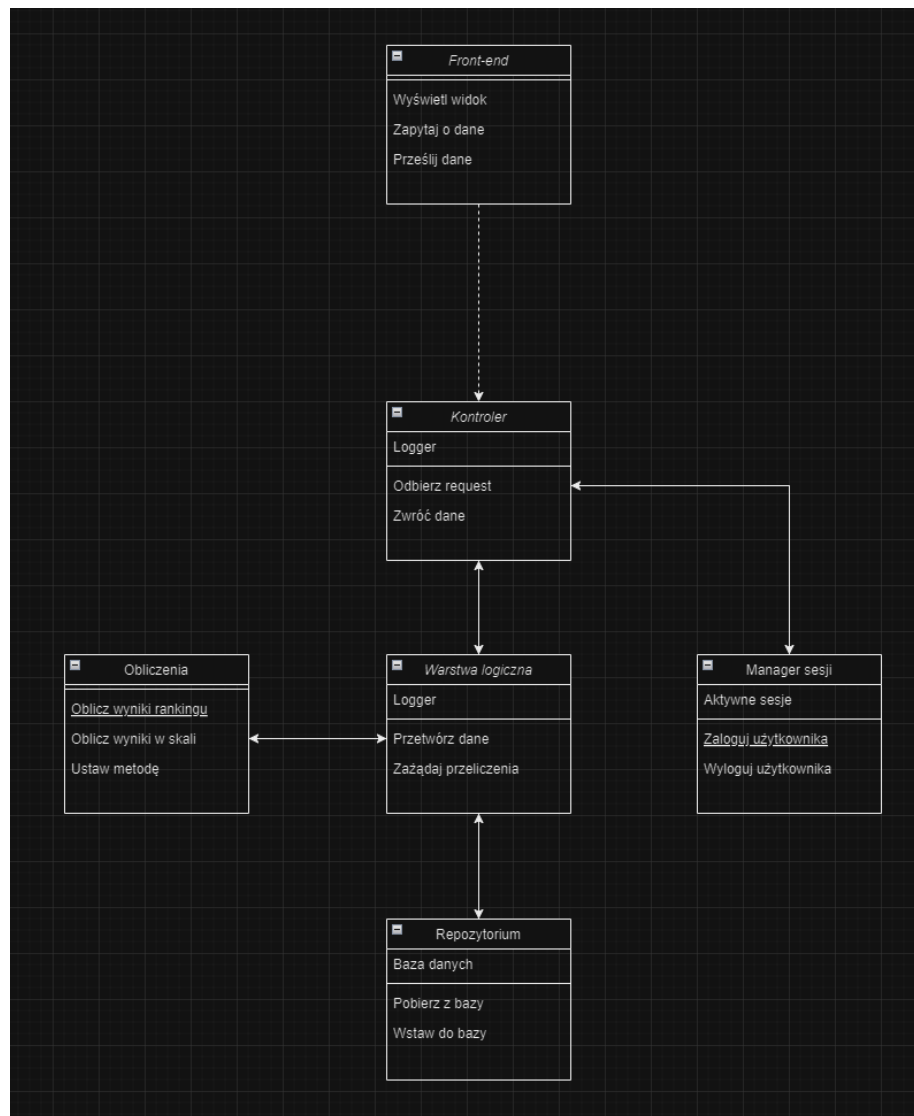 Front-end
Wyświetl widok
Zapytaj o dane
Prześlij dane
Kontroler
Logger
Odbierz request
Zwróć dane
Obliczenia
Oblicz wyniki rankingu
Oblicz wyniki w skali
Ustaw metodę
Warstwa logiczna
Logger
Przetwórz dane
Zażądaj przeliczenia
Manager sesji
Aktywne sesje
Zaloguj użytkownika
Wyloguj użytkownika
Repozytorium
Baza danych
Pobierz z bazy
Wstaw do bazy